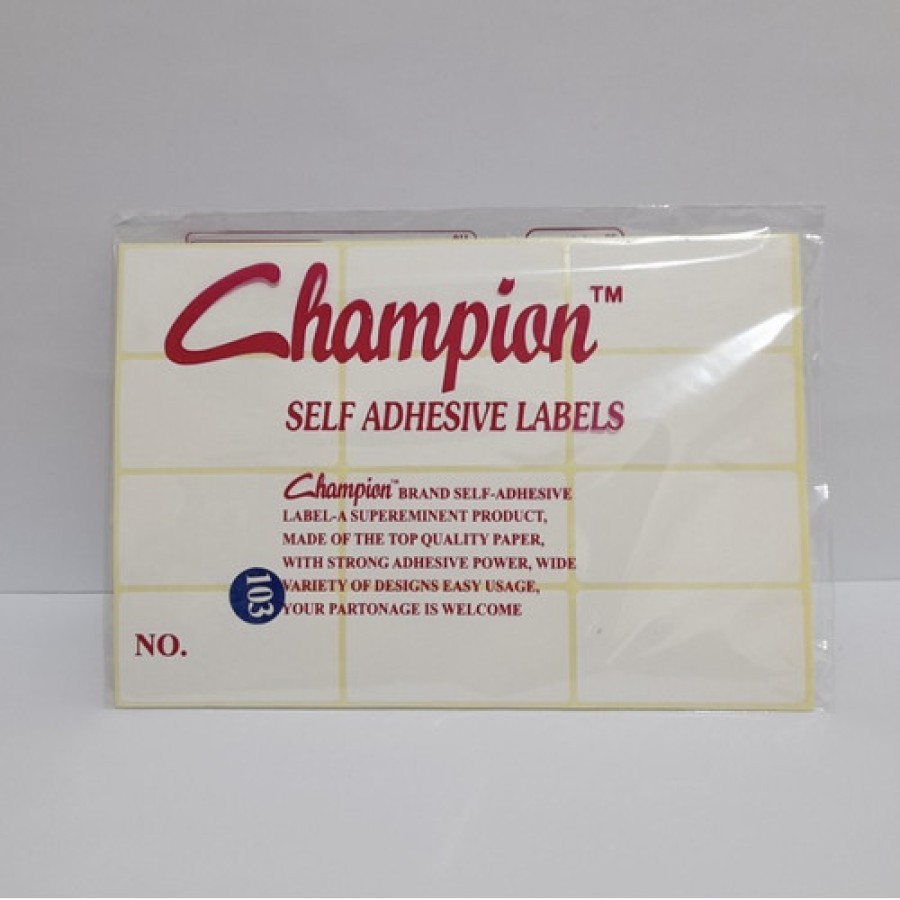 Champion™
SELF ADHESIVE LABELS
Champion™ BRAND SELF-ADHESIVE
LABEL-A SUPEREMINENT PRODUCT,
MADE OF THE TOP QUALITY PAPER,
WITH STRONG ADHESIVE POWER, WIDE
VARIETY OF DESIGNS EASY USAGE,
YOUR PARTONAGE IS WELCOME
103
NO.